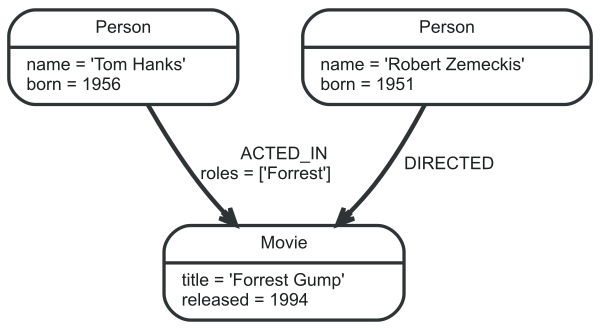 Person
name = 'Tom Hanks'
born = 1956
Person
name = 'Robert Zemeckis'
born = 1951
ACTED_IN
roles = ['Forrest']
DIRECTED
Movie
title = 'Forrest Gump'
released = 1994